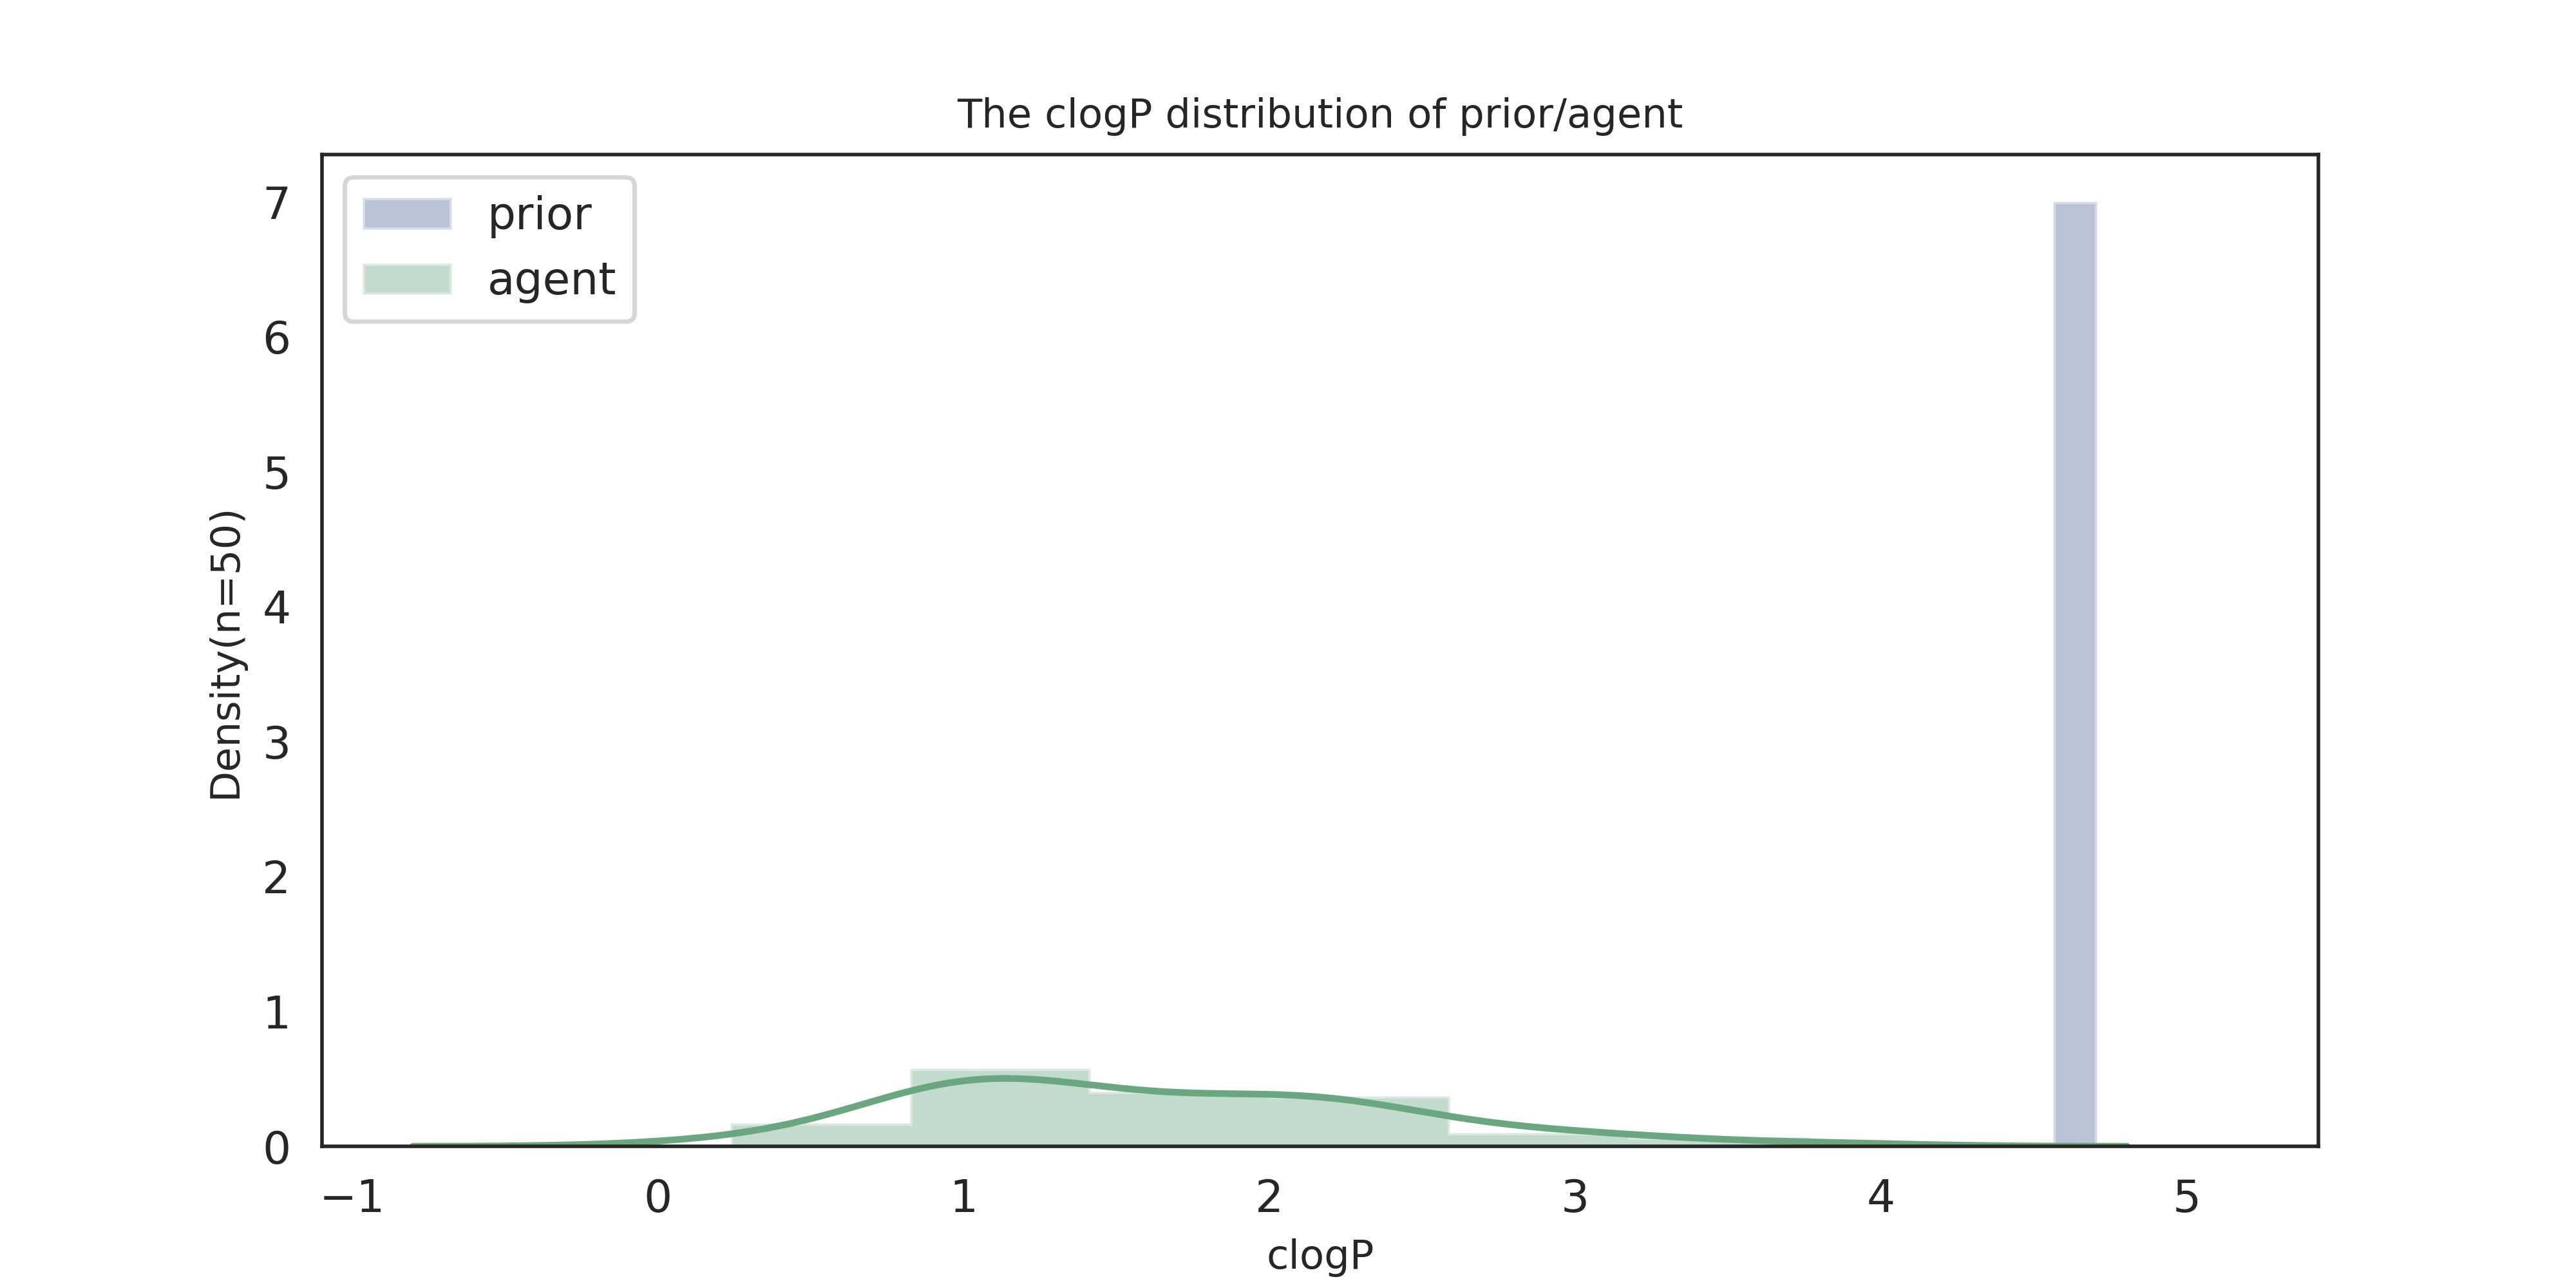 The clogP distribution of prior/agent
prior
agent
7
6
5
4
3
2
1
0
Density(n=50)
−1 0 1 2 3 4 5
clogP